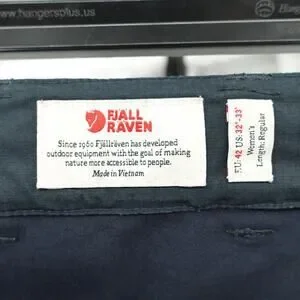 www.hangersplus.us
FJÄLL
RÄVEN
Since 1960 Fjällräven has developed
outdoor equipment with the goal of making
nature more accessible to people.
Made in Vietnam
EU: 42 US: 32"-33"
Women's
Length: Regular